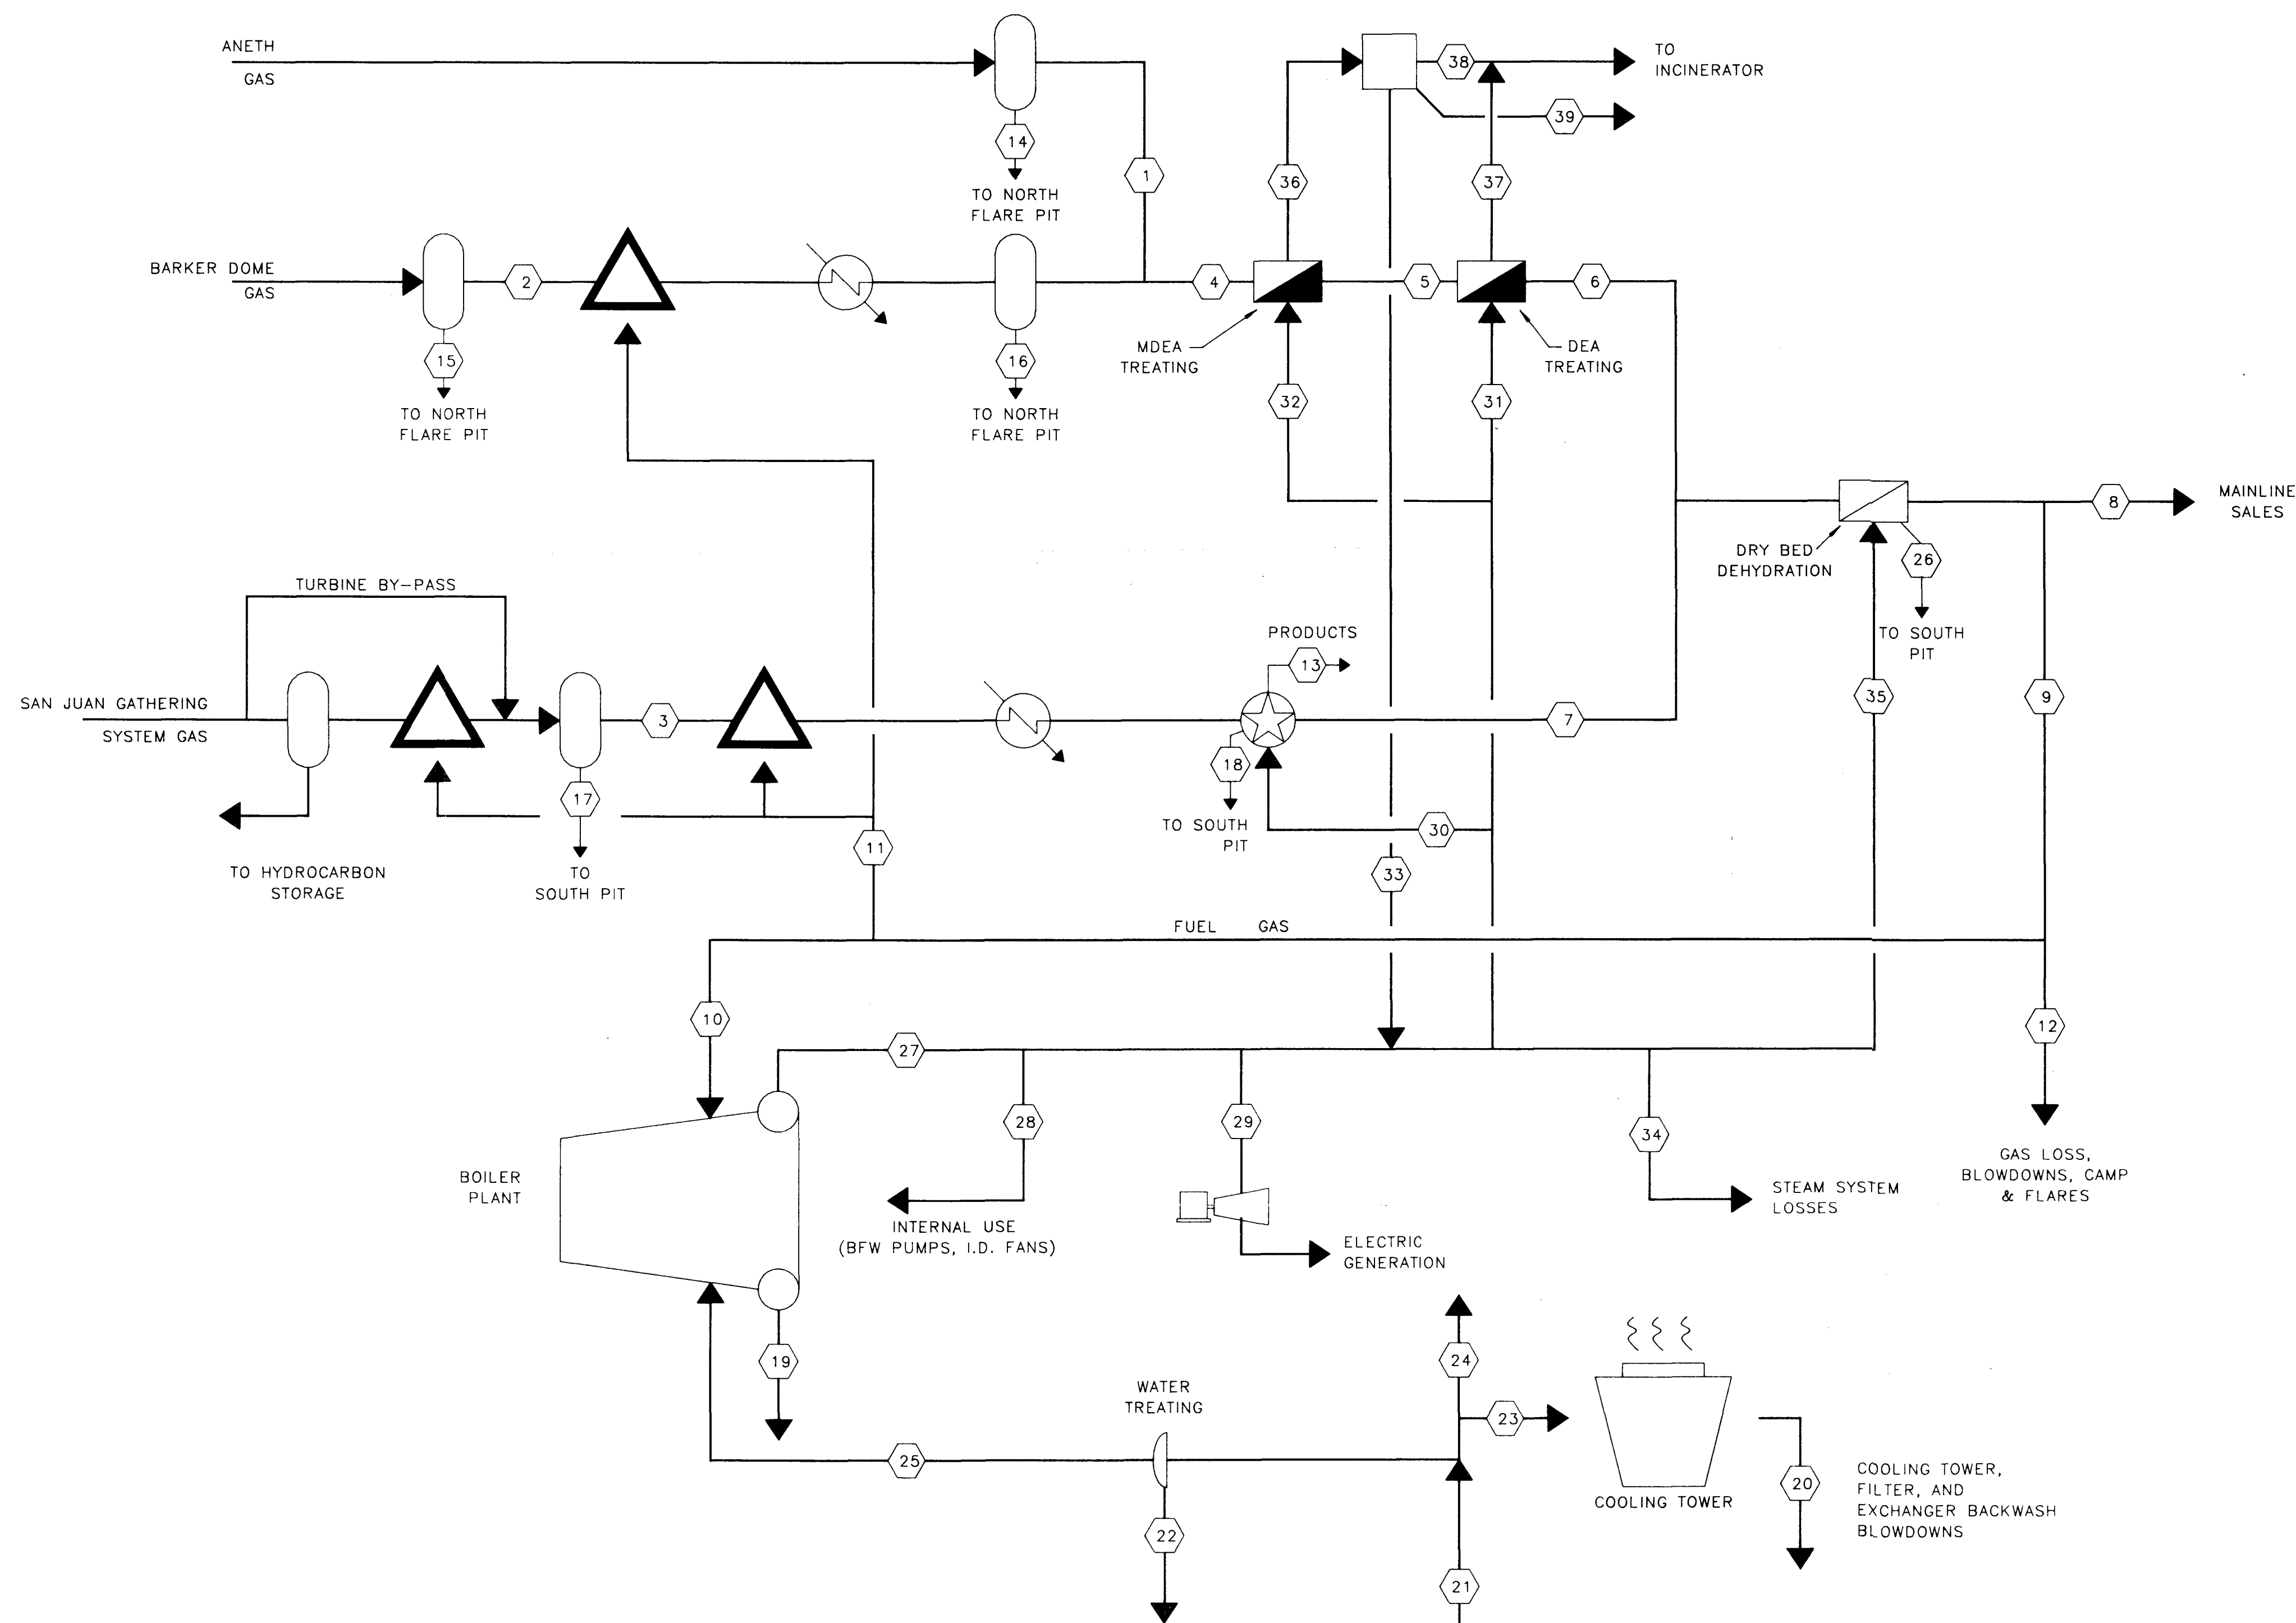 ANETH
GAS
14
TO NORTH
FLARE PIT
1
36
38
37
TO
INCINERATOR
39
BARKER DOME
GAS
15
TO NORTH
FLARE PIT
2
16
TO NORTH
FLARE PIT
4
MDEA
TREATING
5
DEA
TREATING
6
32
31
DRY BED
DEHYDRATION
26
TO SOUTH
PIT
8
MAINLINE
SALES
TURBINE BY-PASS
SAN JUAN GATHERING
SYSTEM GAS
TO HYDROCARBON
STORAGE
17
TO
SOUTH PIT
3
11
PRODUCTS
13
18
TO SOUTH
PIT
30
33
7
35
9
FUEL GAS
10
27
28
29
34
12
BOILER
PLANT
INTERNAL USE
(BFW PUMPS, I.D. FANS)
ELECTRIC
GENERATION
STEAM SYSTEM
LOSSES
GAS LOSS,
BLOWDOWNS, CAMP
& FLARES
19
24
23
WATER
TREATING
25
22
21
COOLING TOWER
20
COOLING TOWER,
FILTER, AND
EXCHANGER BACKWASH
BLOWDOWNS